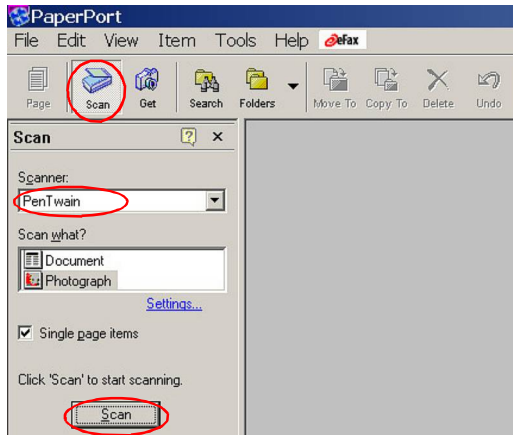 PaperPort
File Edit View Item Tools Help eFax
Page Scan Get Search Folders Move To Copy To Delete Undo
Scan ? ×
Scanner:
PenTwain
Scan what?
Document
Photograph
Settings...
Single page items
Click 'Scan' to start scanning.
Scan